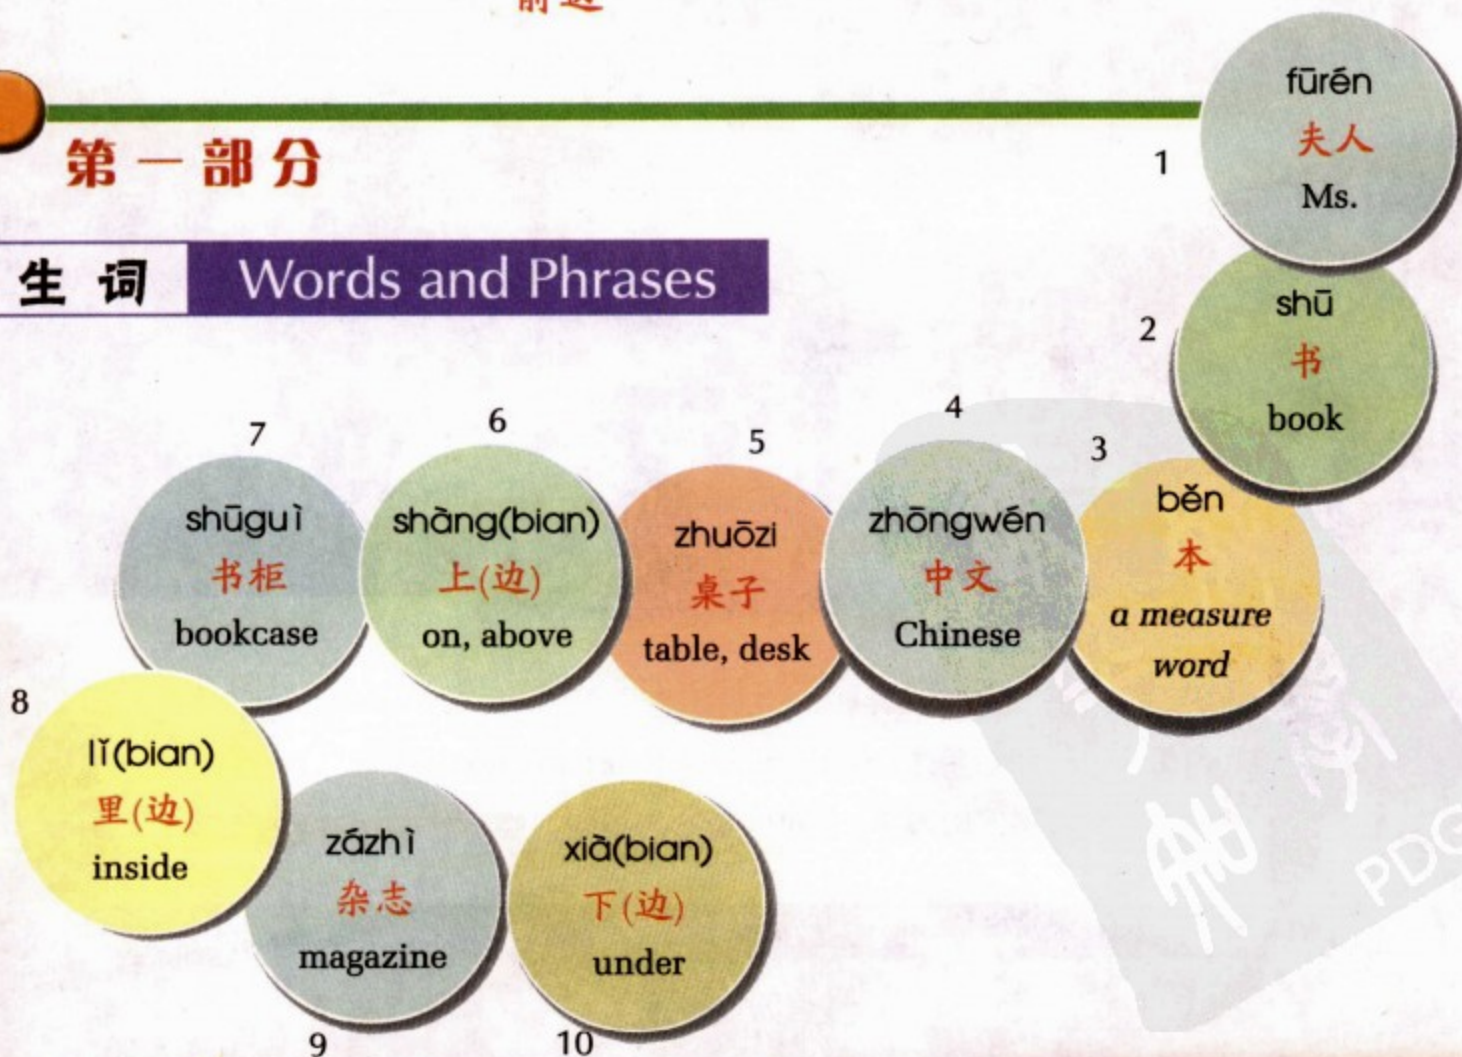 前边
第一部分
生词 Words and Phrases
1
fūrén
夫人
Ms.
2
shū
书
book
3
běn
本
a measure
word
4
zhōngwén
中文
Chinese
5
zhuōzi
桌子
table, desk
6
shàng(bian)
上(边)
on, above
7
shūguì
书柜
bookcase
8
lǐ(bian)
里(边)
inside
9
zázhì
杂志
magazine
10
xià(bian)
下(边)
under
PDG